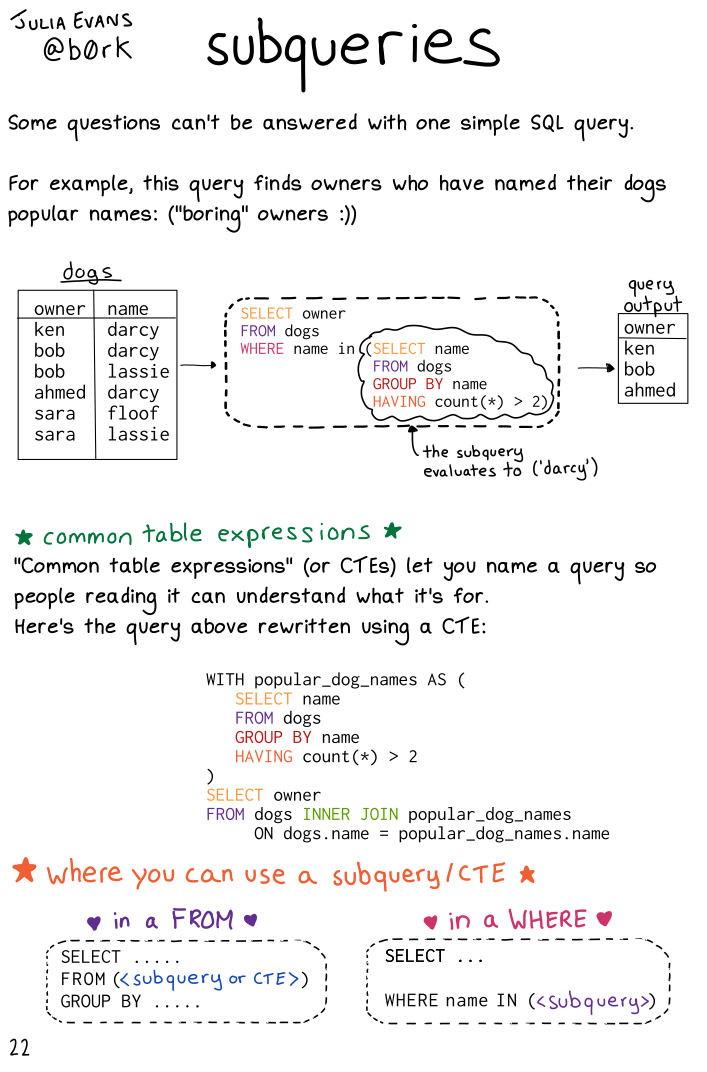 JULIA EVANS
@b0rk
subqueries
Some questions can't be answered with one simple SQL query.
For example, this query finds owners who have named their dogs
popular names: ("boring" owners :))
dogs
owner name
ken darcy
bob darcy
bob lassie
ahmed darcy
sara floof
sara lassie
SELECT owner
FROM dogs
WHERE name in (SELECT name
FROM dogs
GROUP BY name
HAVING count(*) > 2)
the subquery
evaluates to ('darcy')
query
output
owner
ken
bob
ahmed
★ common table expressions ★
"Common table expressions" (or CTEs) let you name a query so
people reading it can understand what it's for.
Here's the query above rewritten using a CTE:
WITH popular_dog_names AS (
SELECT name
FROM dogs
GROUP BY name
HAVING count(*) > 2
)
SELECT owner
FROM dogs INNER JOIN popular_dog_names
ON dogs.name = popular_dog_names.name
★ where you can use a subquery/CTE ★
♥ in a FROM ♥
SELECT .....
FROM (<subquery or CTE>)
GROUP BY .....
♥ in a WHERE ♥
SELECT ...
WHERE name IN (<subquery>)
22